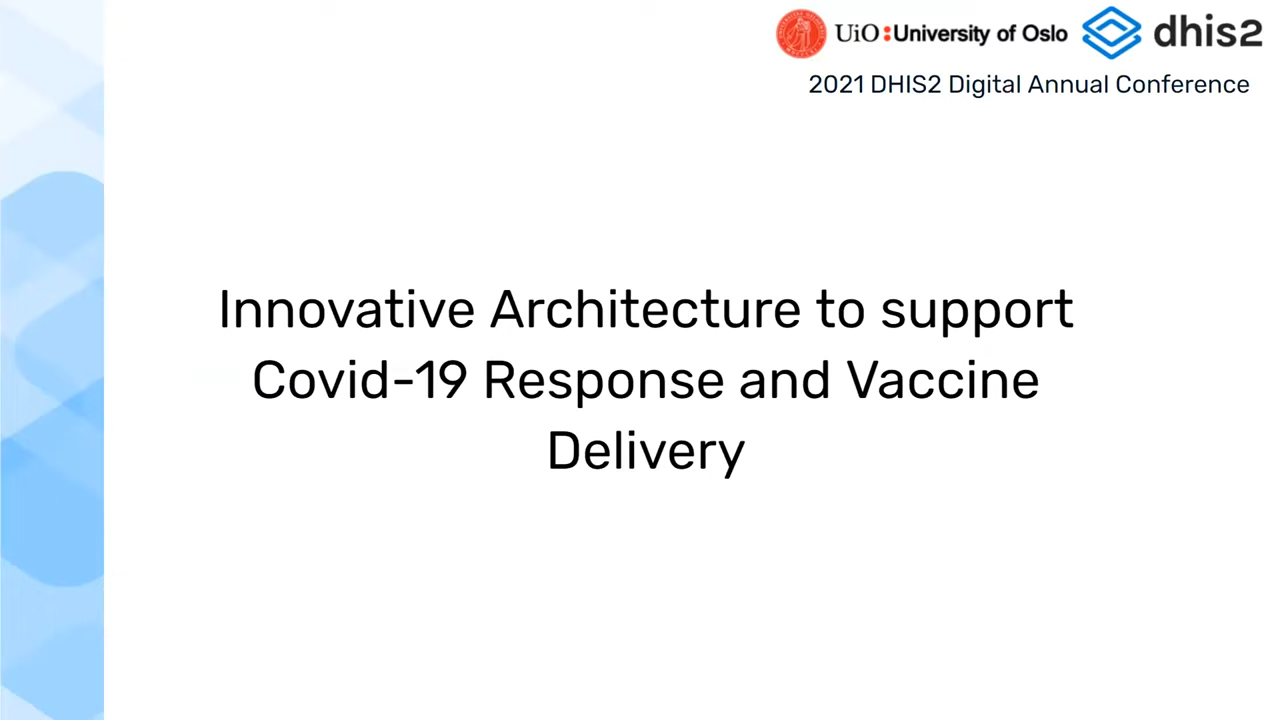 UiO:University of Oslo dhis2
2021 DHIS2 Digital Annual Conference
Innovative Architecture to support
Covid-19 Response and Vaccine
Delivery